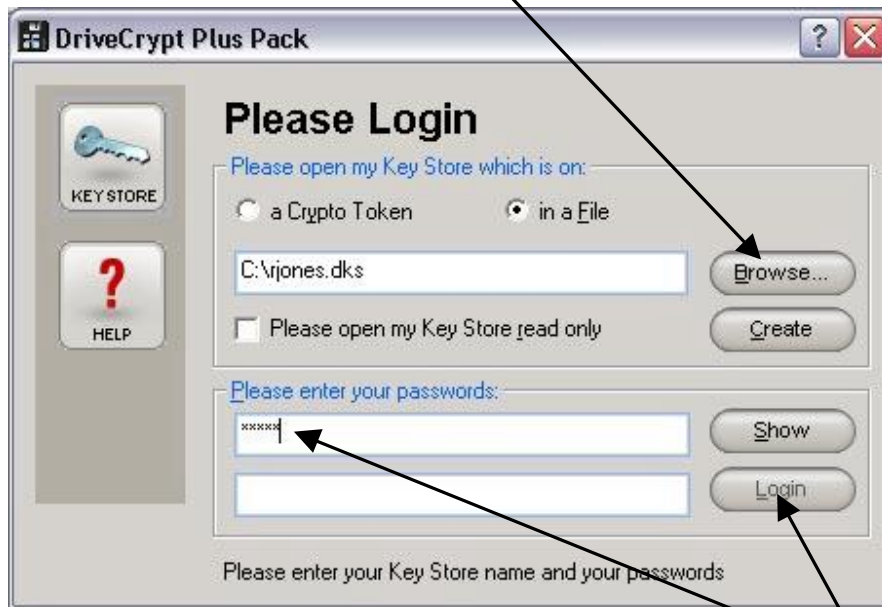 DriveCrypt Plus Pack
?
Please Login
Please open my Key Store which is on:
KEY STORE
a Crypto Token
in a File
C:\rjones.dks
Browse...
?
HELP
Please open my Key Store read only
Create
Please enter your passwords:
*****
Show
Login
Please enter your Key Store name and your passwords